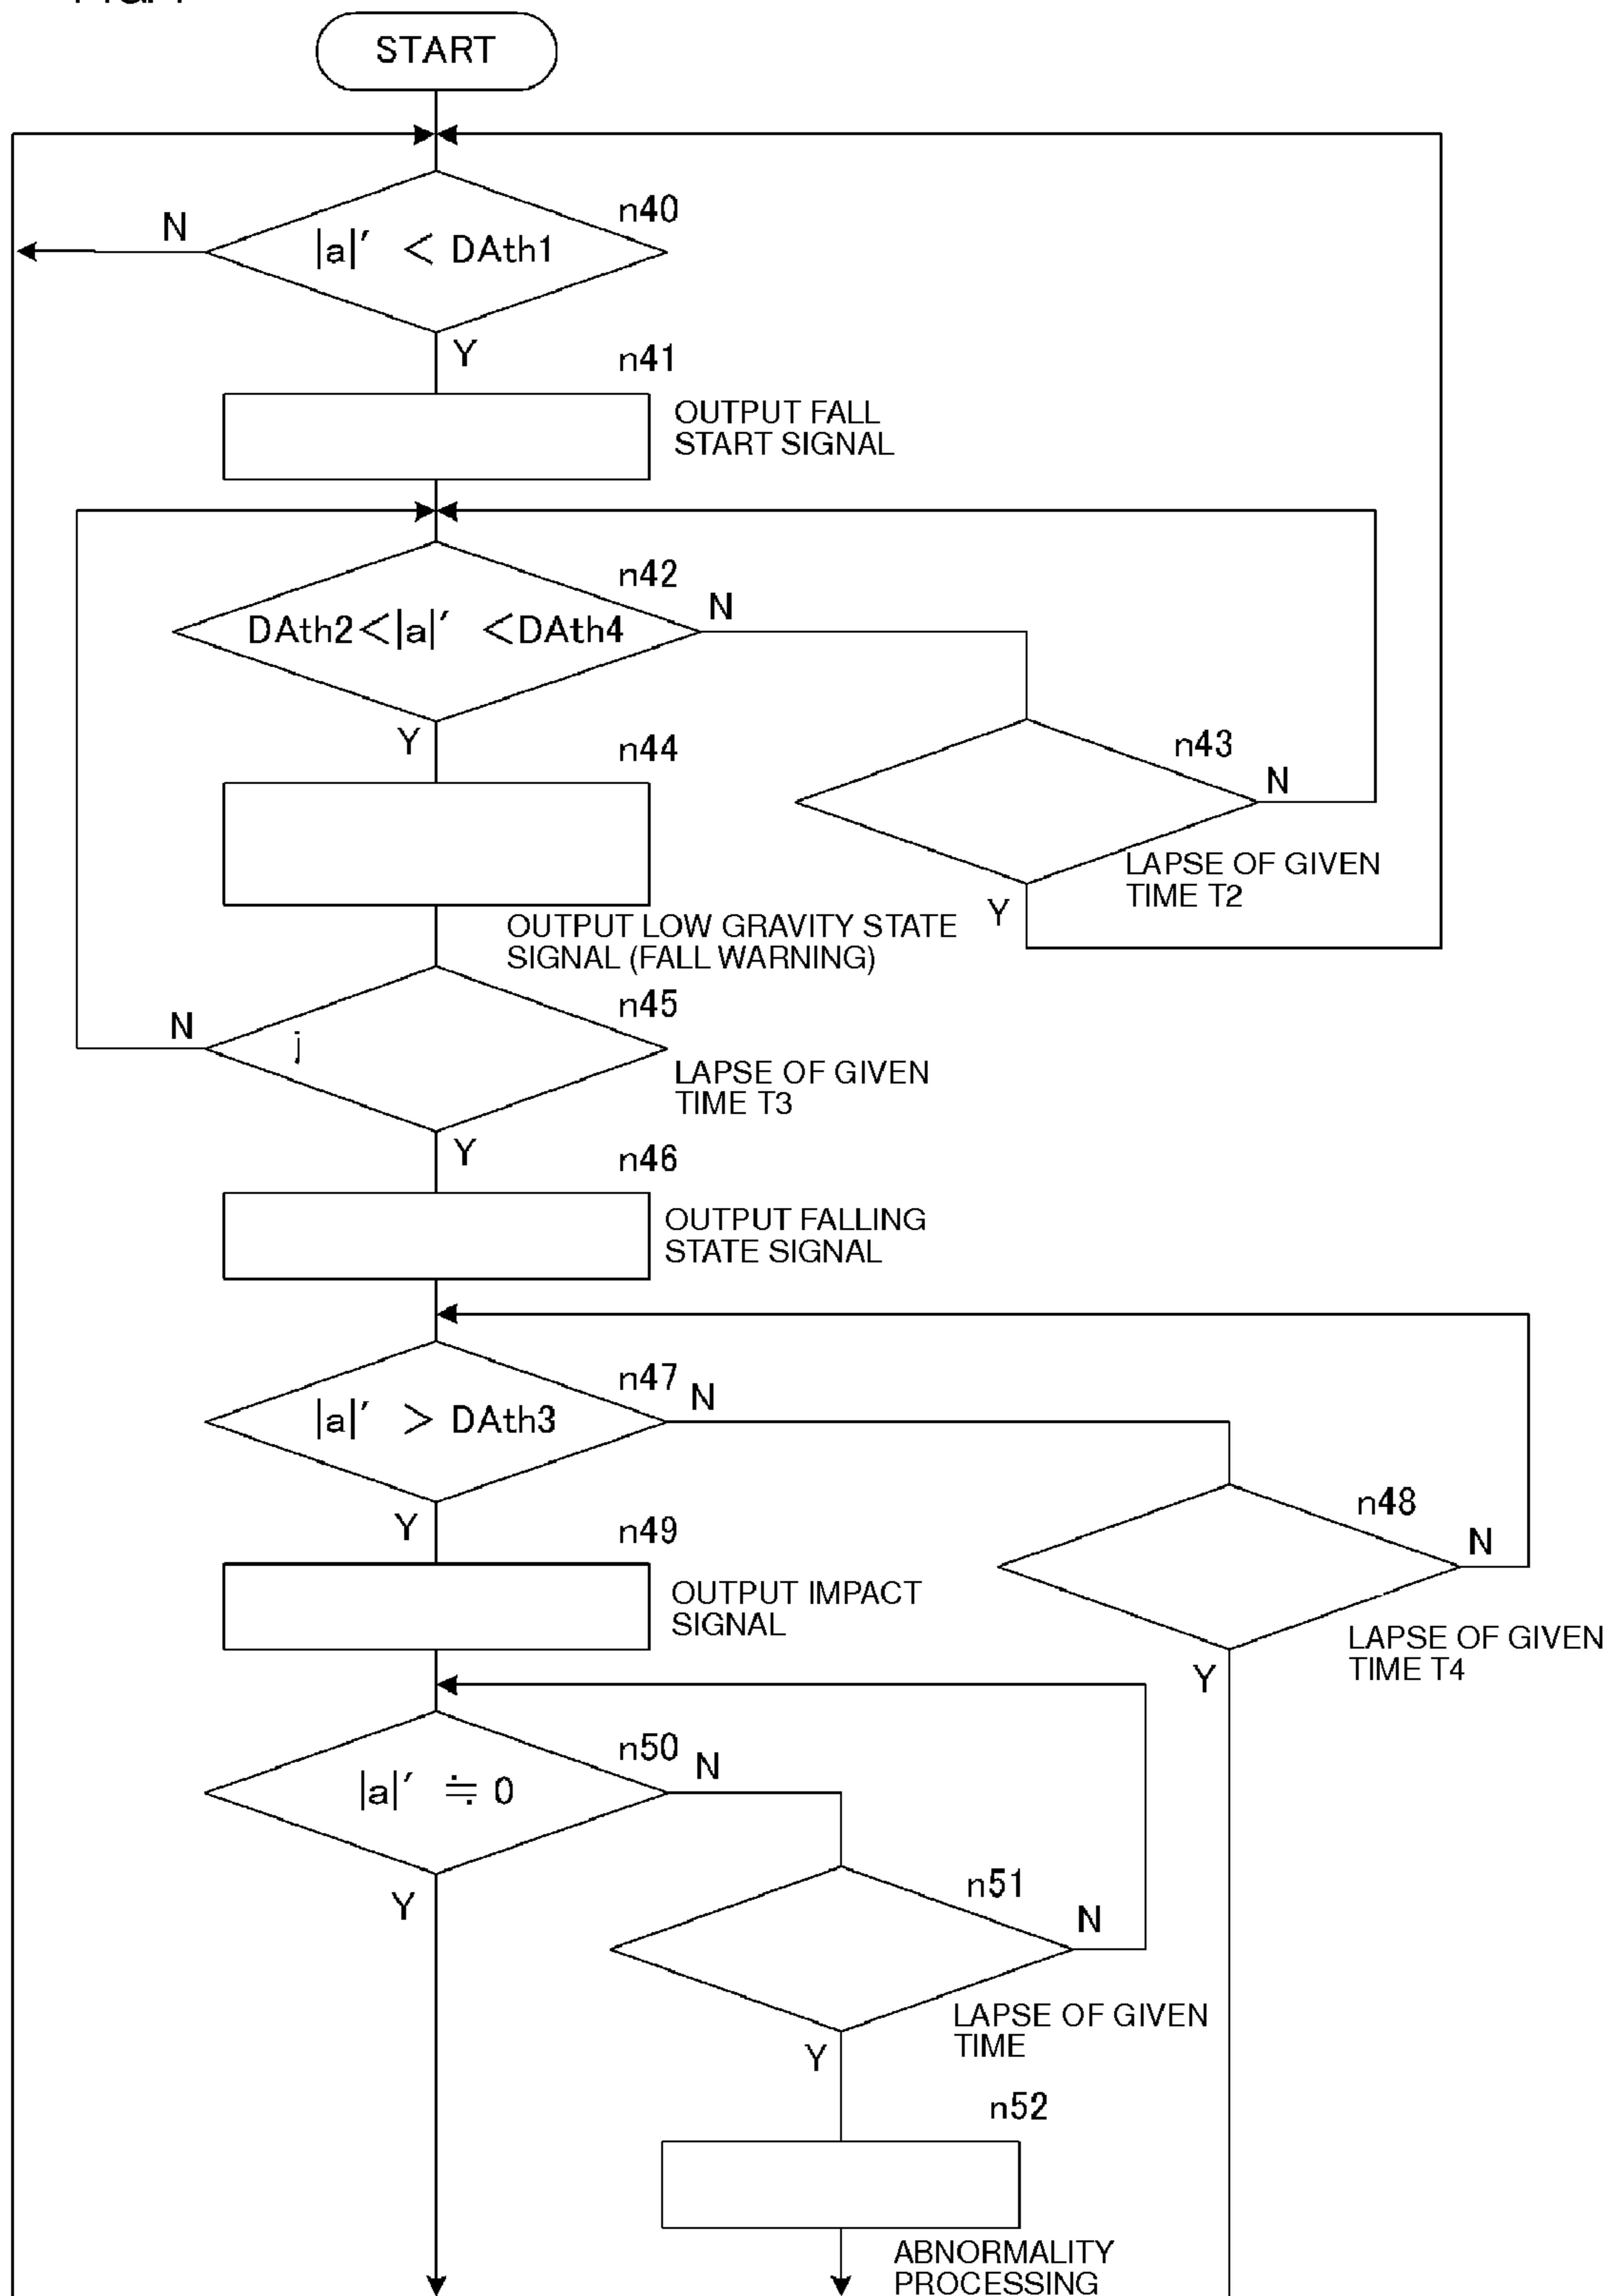 START
n40
N
|a|′ < DAth1
Y
n41
OUTPUT FALL
START SIGNAL
n42
N
DAth2<|a|′ <DAth4
Y
n44
n43
N
LAPSE OF GIVEN
TIME T2
Y
OUTPUT LOW GRAVITY STATE
SIGNAL (FALL WARNING)
n45
N
j
LAPSE OF GIVEN
TIME T3
Y
n46
OUTPUT FALLING
STATE SIGNAL
n47
N
|a|′ > DAth3
Y
n49
n48
N
OUTPUT IMPACT
SIGNAL
LAPSE OF GIVEN
TIME T4
Y
n50
N
|a|′ ≒ 0
Y
n51
N
LAPSE OF GIVEN
TIME
Y
n52
ABNORMALITY
PROCESSING